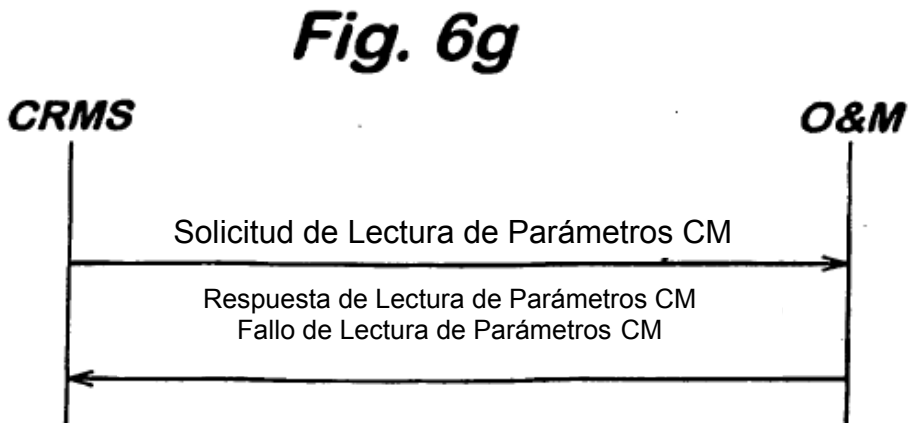 Fig. 6g
CRMS
O&M
Solicitud de Lectura de Parámetros CM
Respuesta de Lectura de Parámetros CM
Fallo de Lectura de Parámetros CM